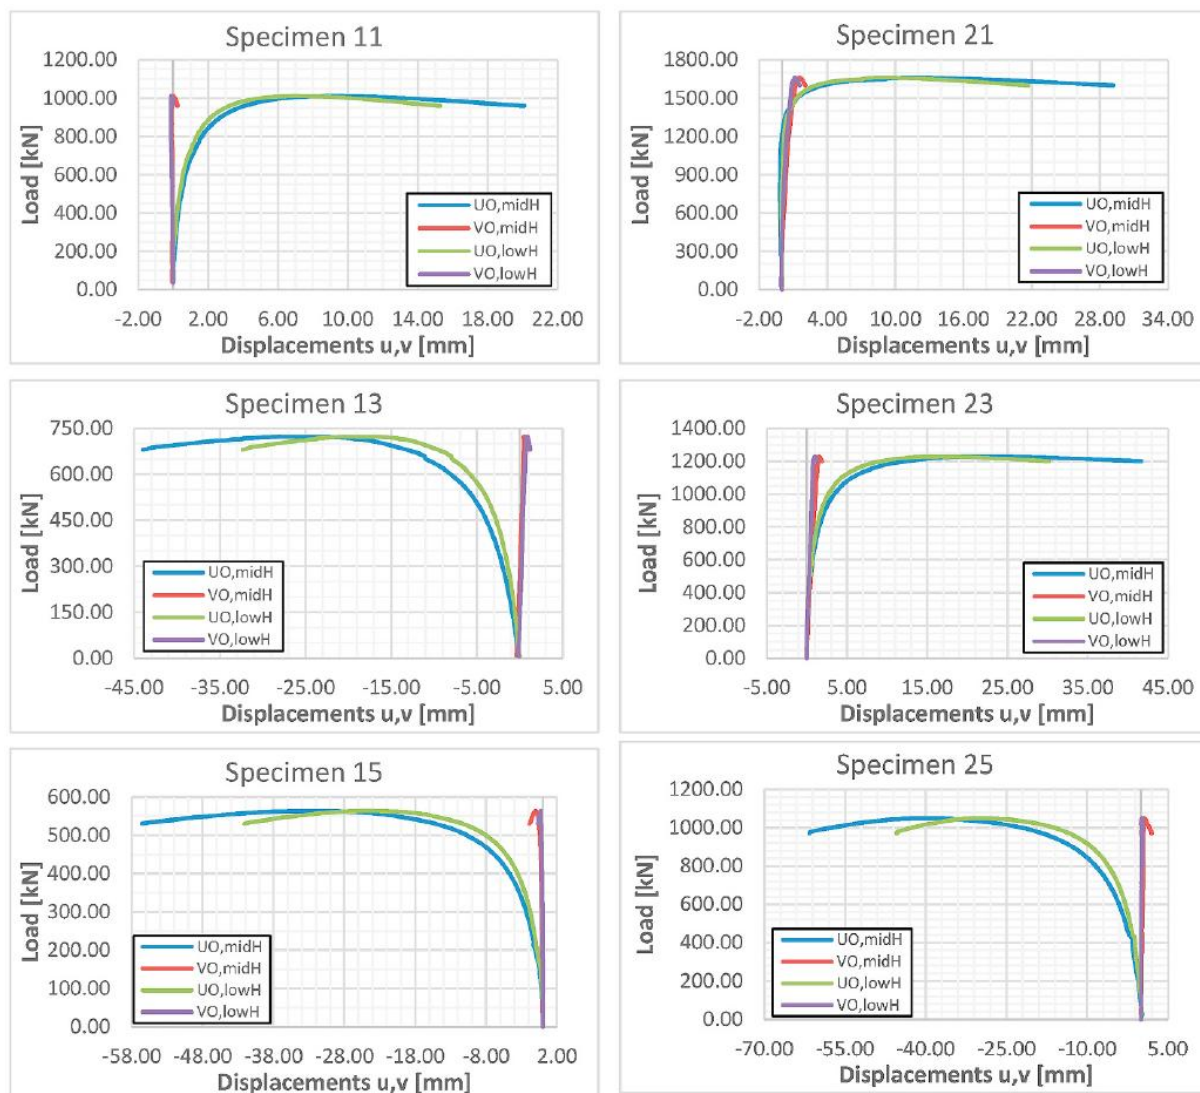 Specimen 11
1200.00
1000.00
800.00
600.00
400.00
200.00
0.00
Load [kN]
UO,midH
VO,midH
UO,lowH
VO,lowH
-2.00 2.00 6.00 10.00 14.00 18.00 22.00
Displacements u,v [mm]
Specimen 21
1800.00
1500.00
1200.00
900.00
600.00
300.00
0.00
Load [kN]
UO,midH
VO,midH
UO,lowH
VO,lowH
-2.00 4.00 10.00 16.00 22.00 28.00 34.00
Displacements u,v [mm]
Specimen 13
750.00
600.00
450.00
300.00
150.00
0.00
Load [kN]
UO,midH
VO,midH
UO,lowH
VO,lowH
-45.00 -35.00 -25.00 -15.00 -5.00 5.00
Displacements u,v [mm]
Specimen 23
1400.00
1200.00
1000.00
800.00
600.00
400.00
200.00
0.00
Load [kN]
UO,midH
VO,midH
UO,lowH
VO,lowH
-5.00 5.00 15.00 25.00 35.00 45.00
Displacements u,v [mm]
Specimen 15
600.00
500.00
400.00
300.00
200.00
100.00
0.00
Load [kN]
UO,midH
VO,midH
UO,lowH
VO,lowH
-58.00 -48.00 -38.00 -28.00 -18.00 -8.00 2.00
Displacements u,v [mm]
Specimen 25
1200.00
1000.00
800.00
600.00
400.00
200.00
0.00
Load [kN]
UO,midH
VO,midH
UO,lowH
VO,lowH
-70.00 -55.00 -40.00 -25.00 -10.00 5.00
Displacements u,v [mm]